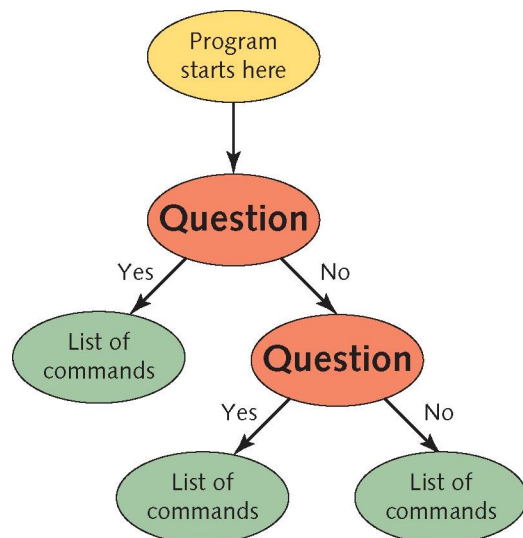 Program
starts here
Question
Yes
No
List of
commands
Question
Yes
No
List of
commands
List of
commands